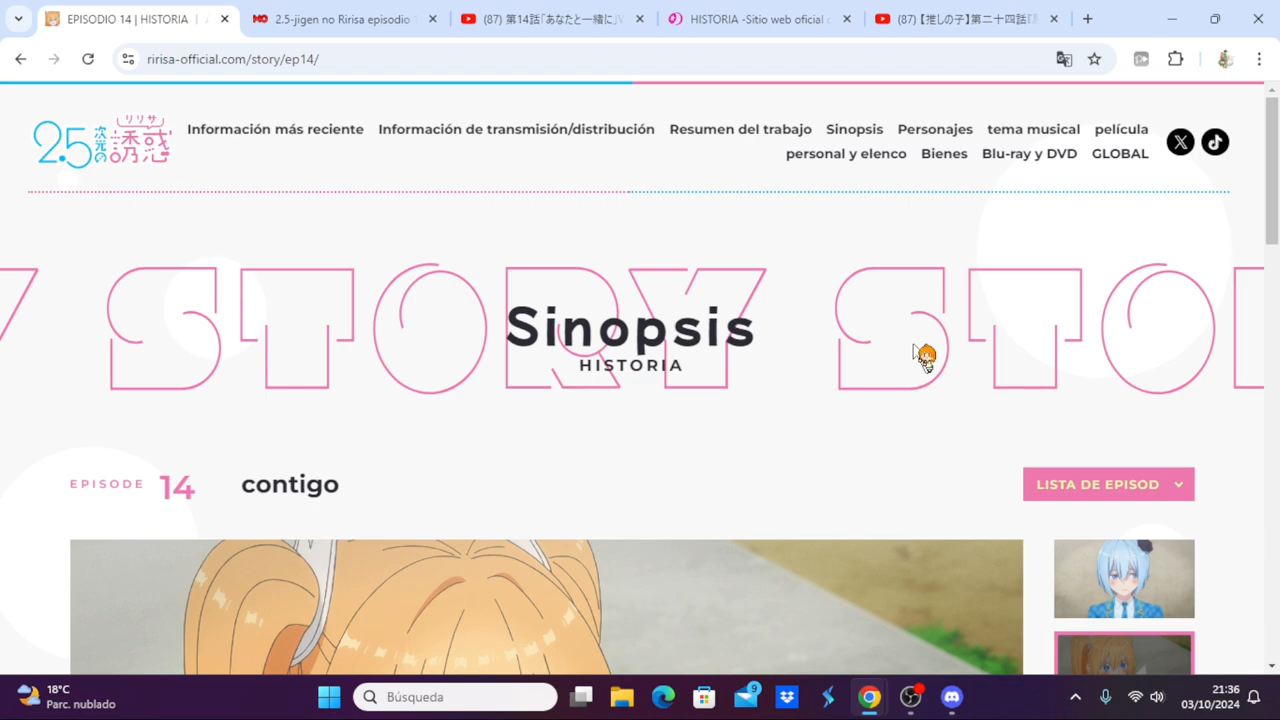 EPISODIO 14 | HISTORIA |
2.5-jigen no Ririsa episodio
(87) 第14話「あなたと一緒に」
HISTORIA -Sitio web oficial
(87) 【推しの子】第二十四話『
ririsa-official.com/story/ep14/
リリサ
2.5次元の誘惑
Información más reciente Información de transmisión/distribución Resumen del trabajo Sinopsis Personajes tema musical película
personal y elenco Bienes Blu-ray y DVD GLOBAL
Y STORY STO
Sinopsis
HISTORIA
EPISODE 14 contigo
LISTA DE EPISOD
18°C
Parc. nublado
Búsqueda
9
21:36
03/10/2024